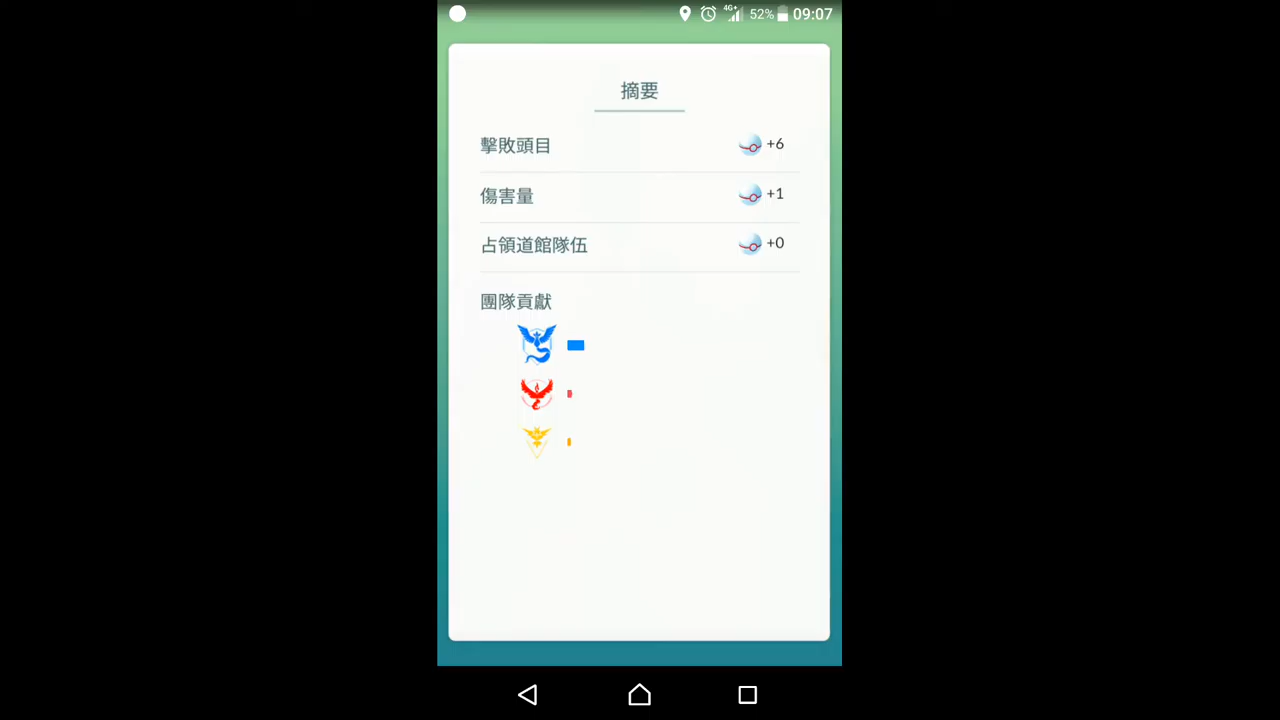 4G+ 52% 09:07
摘要
擊敗頭目 +6
傷害量 +1
占領道館隊伍 +0
團隊貢獻